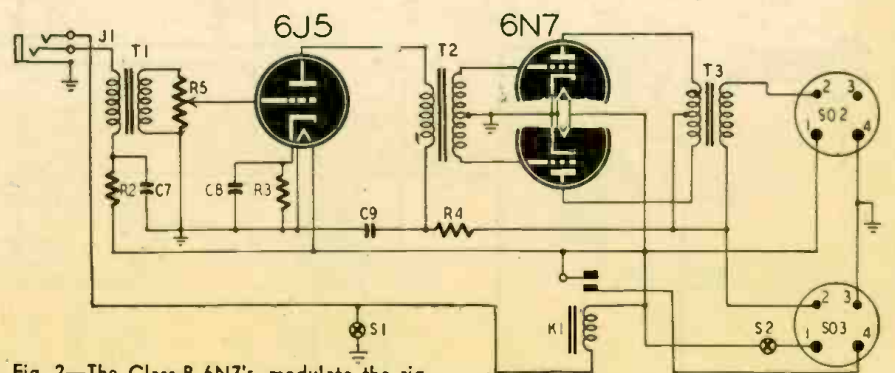 6J5
6N7
J1
T1
T2
T3
R5
2
3
SO2
1
4
R2
C7
C8
R3
C9
R4
2
3
SO3
1
4
K1
S1
S2
Fig. 2—The Class-B 6N7's modulate the sig-